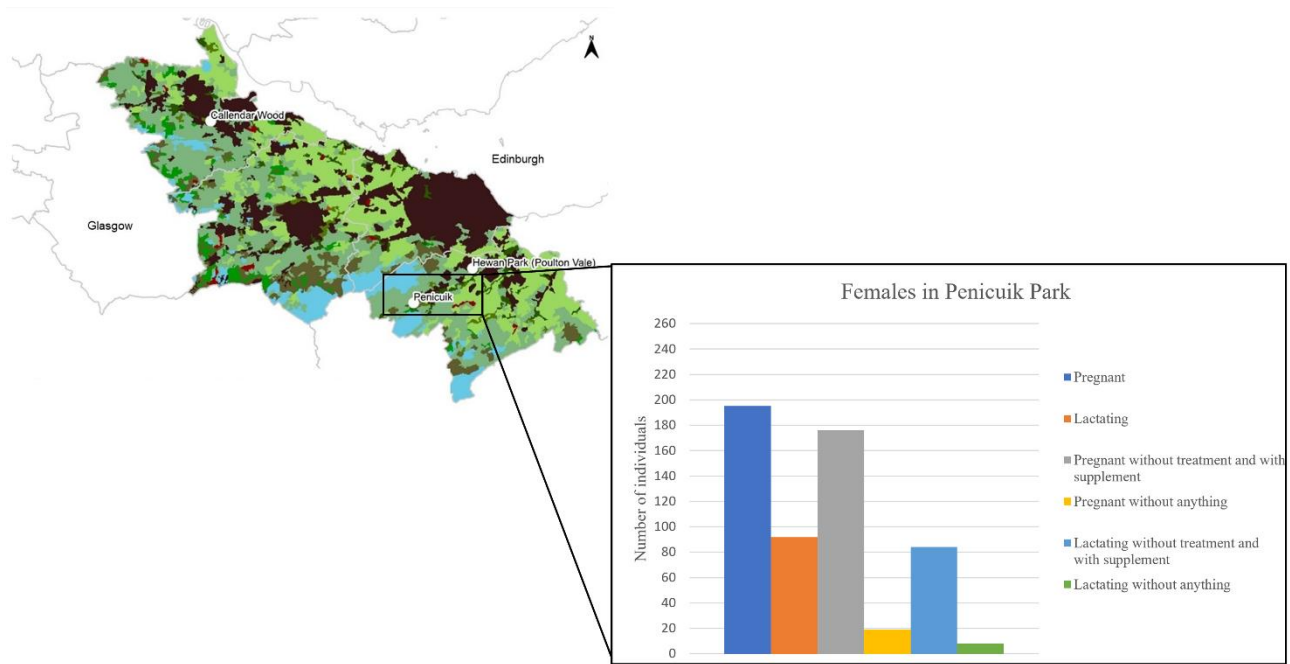 N
Callendar Wood
Edinburgh
Glasgow
Hewan Park (Poulton Vale)
Penicuik
Females in Penicuik Park
Number of individuals
260
240
220
200
180
160
140
120
100
80
60
40
20
0
Pregnant
Lactating
Pregnant without treatment and with
supplement
Pregnant without anything
Lactating without treatment and
with supplement
Lactating without anything